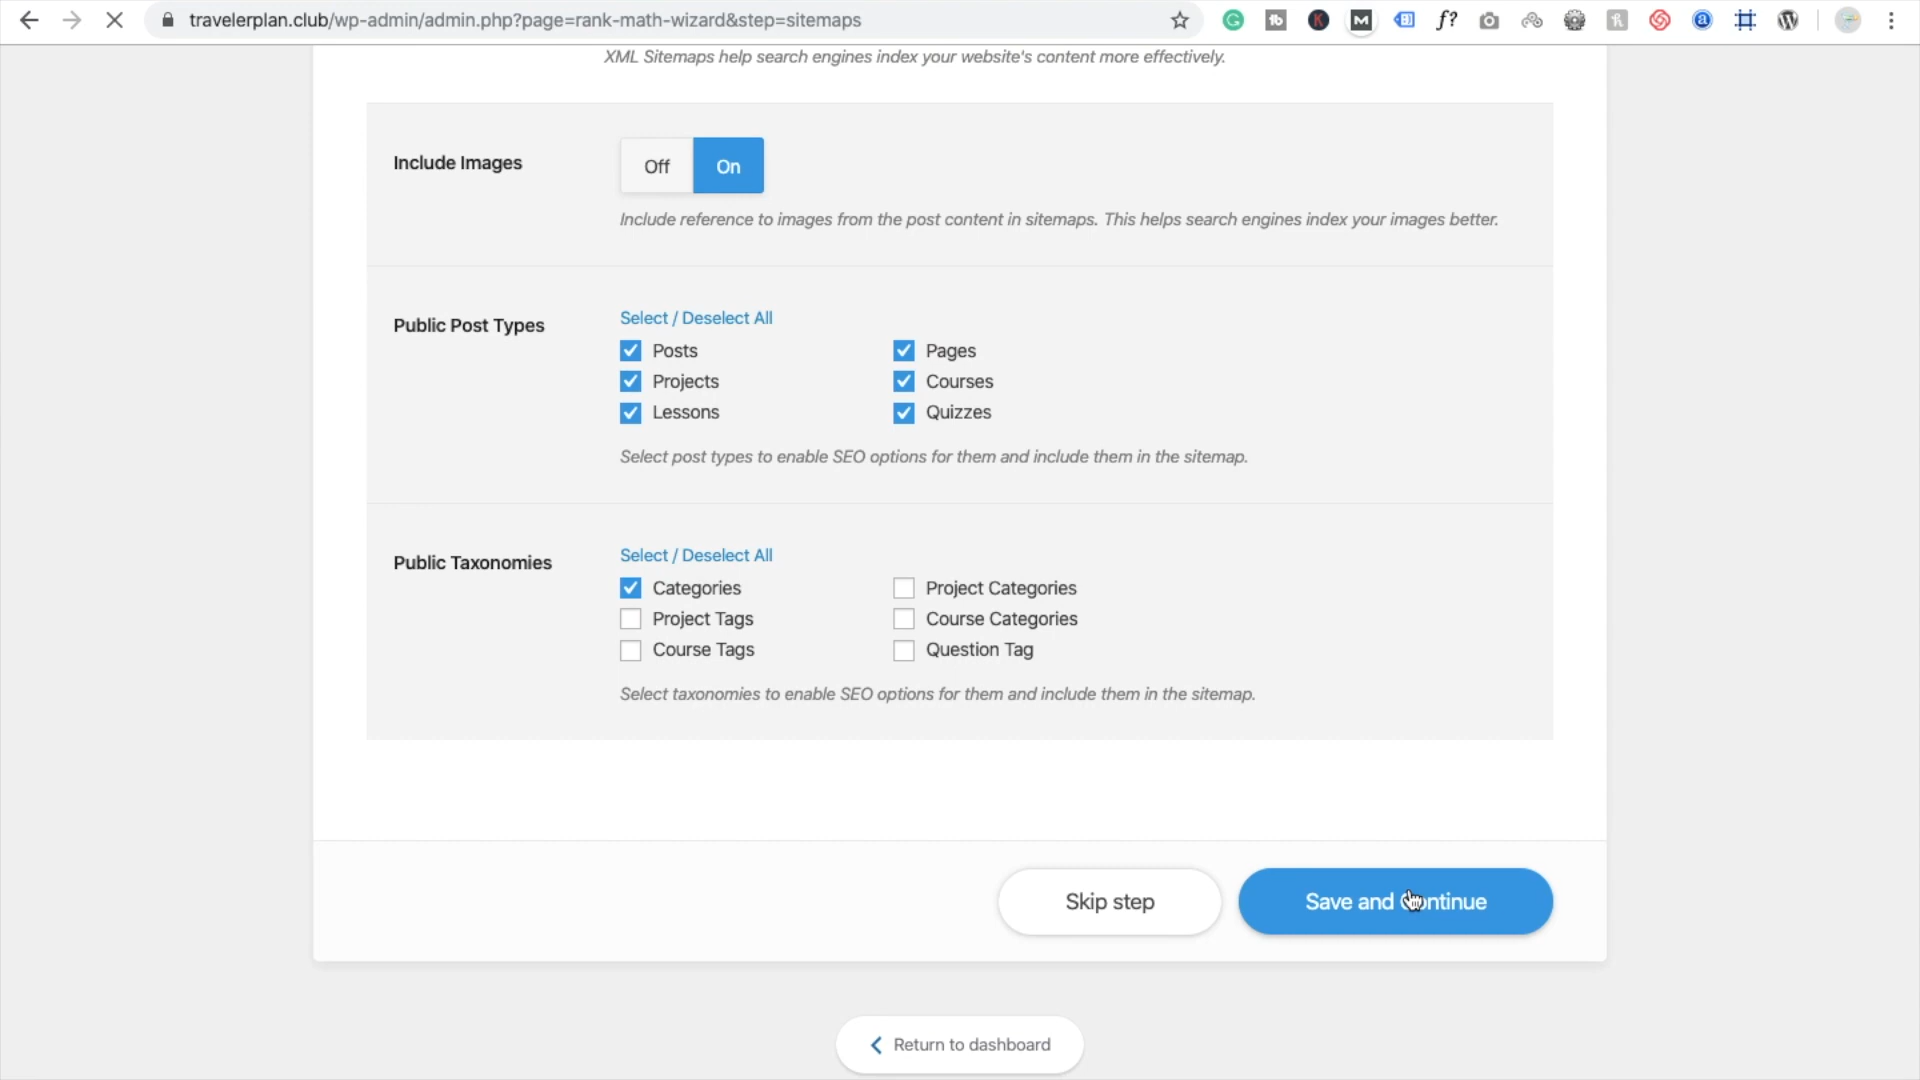 travelerplan.club/wp-admin/admin.php?page=rank-math-wizard&step=sitemaps
XML Sitemaps help search engines index your website's content more effectively.
Include Images
Off On
Include reference to images from the post content in sitemaps. This helps search engines index your images better.
Public Post Types
Select / Deselect All
Posts Pages
Projects Courses
Lessons Quizzes
Select post types to enable SEO options for them and include them in the sitemap.
Public Taxonomies
Select / Deselect All
Categories Project Categories
Project Tags Course Categories
Course Tags Question Tag
Select taxonomies to enable SEO options for them and include them in the sitemap.
Skip step Save and Continue
Return to dashboard